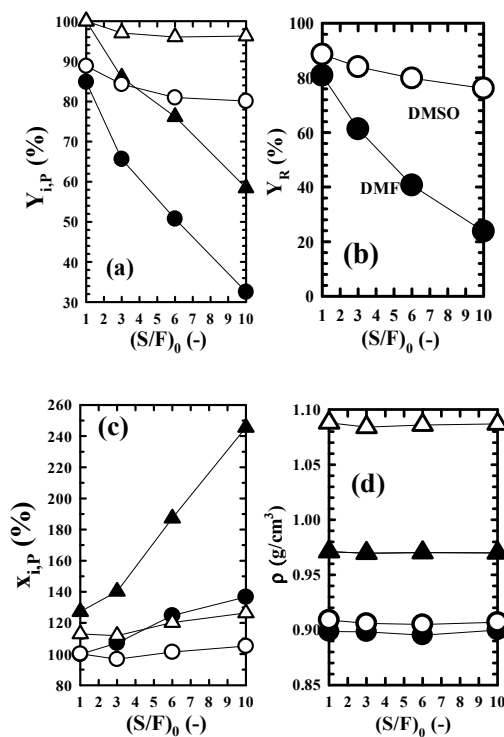 100
90
80
70
60
50
40
30
Y_{i,P} (%)
(a)
1 2 3 4 5 6 7 8 9 10
(S/F)_0 (-)
100
80
60
40
20
0
Y_R (%)
DMSO
DMF
(b)
1 2 3 4 5 6 7 8 9 10
(S/F)_0 (-)
260
240
220
200
180
160
140
120
100
80
X_{i,P} (%)
(c)
1 2 3 4 5 6 7 8 9 10
(S/F)_0 (-)
1.10
1.05
1.00
0.95
0.90
0.85
ρ (g/cm^3)
(d)
1 2 3 4 5 6 7 8 9 10
(S/F)_0 (-)